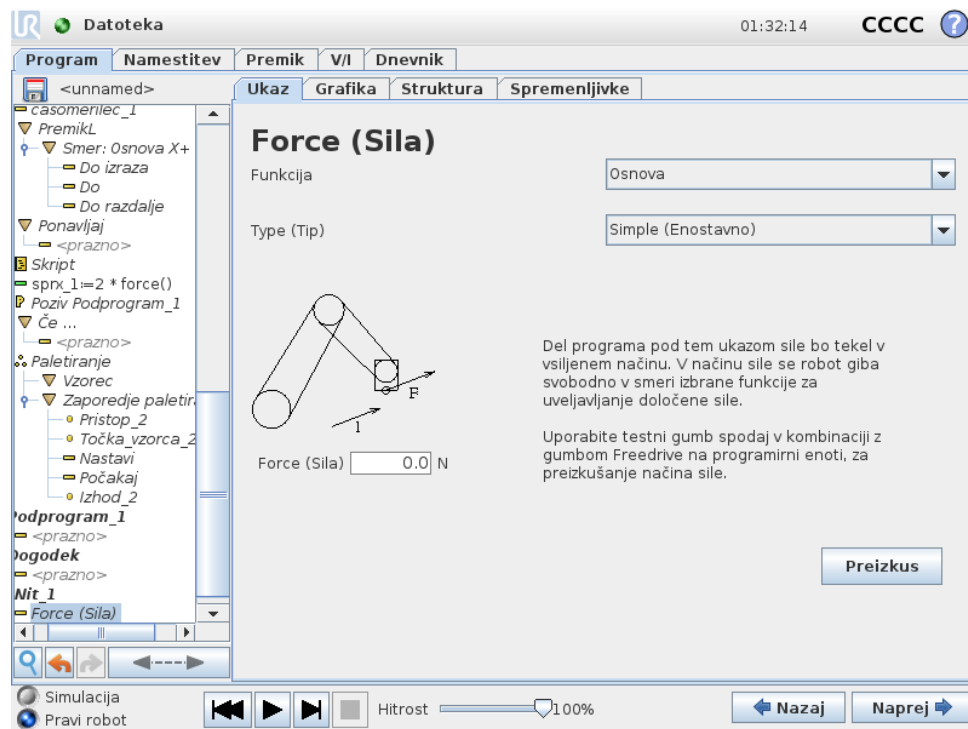 Datoteka
01:32:14
CCCC
?
Program
Namestitev
Premik
V/I
Dnevnik
<unnamed>
Ukaz
Grafika
Struktura
Spremenljivke
časomerilec_1
PremikL
Smer: Osnova X+
Do izraza
Do
Do razdalje
Ponavljaj
<prazno>
Skript
sprx_1:=2 * force()
Poziv Podprogram_1
Če ...
<prazno>
Paletiranje
Vzorec
Zaporedje paletir
Pristop_2
Točka_vzorca_2
Nastavi
Počakaj
Izhod_2
Podprogram_1
<prazno>
Dogodek
<prazno>
Nit_1
Force (Sila)
Force (Sila)
Funkcija
Osnova
Type (Tip)
Simple (Enostavno)
F
1
Force (Sila) 0.0 N
Del programa pod tem ukazom sile bo tekel v
vsiljenem načinu. V načinu sile se robot giba
svobodno v smeri izbrane funkcije za
uveljavljanje določene sile.
Uporabite testni gumb spodaj v kombinaciji z
gumbom Freedrive na programirni enoti, za
preizkušanje načina sile.
Preizkus
Simulacija
Pravi robot
Hitrost
100%
Nazaj
Naprej